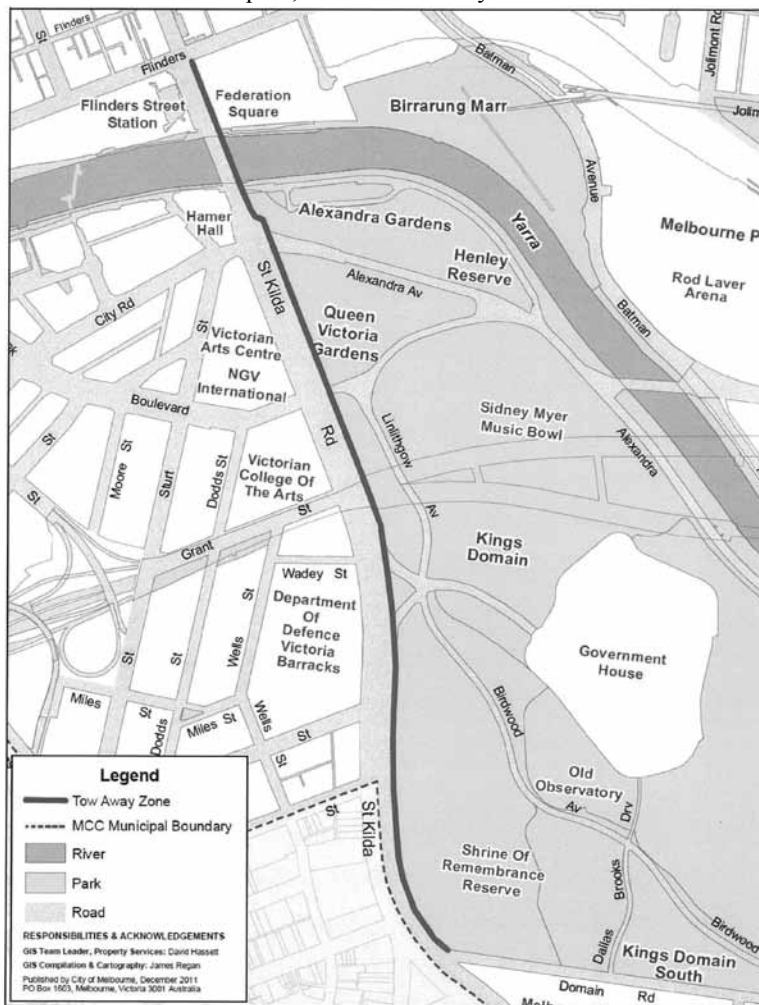 Flinders
St
Flinders
Batman
Jolimont Rd
Flinders Street
Station
Federation
Square
Birrarung Marr
Avenue
Yarra
Melbourne P
Rod Laver
Arena
Hamer
Hall
Alexandra Gardens
Henley
Reserve
St Kilda
Alexandra Av
City Rd
St
Queen
Victoria
Gardens
Batman
Victorian
Arts Centre
NGV
International
Boulevard
Rd
Linlithgow
Av
Sidney Myer
Music Bowl
Alexandra
St
St
Moore St
Sturt
Dodds St
Victorian
College Of
The Arts
St
Grant
Kings
Domain
Wadey St
Department
Of
Defence
Victoria
Barracks
Government
House
St
St
Wells St
Miles
St
Dodds
Miles St
Wells
St
St
Birdwood
Old
Observatory
Av
Drv
St
St Kilda
Shrine Of
Remembrance
Reserve
Brooks
Dallas
Birdwood
Kings Domain
South
Domain Rd
Legend
Tow Away Zone
MCC Municipal Boundary
River
Park
Road
RESPONSIBILITIES & ACKNOWLEDGEMENTS
GIS Team Leader, Property Services: David Hassett
GIS Compilation & Cartography: James Regan
Published by City of Melbourne, December 2011
PO Box 1603, Melbourne, Victoria 3001 Australia